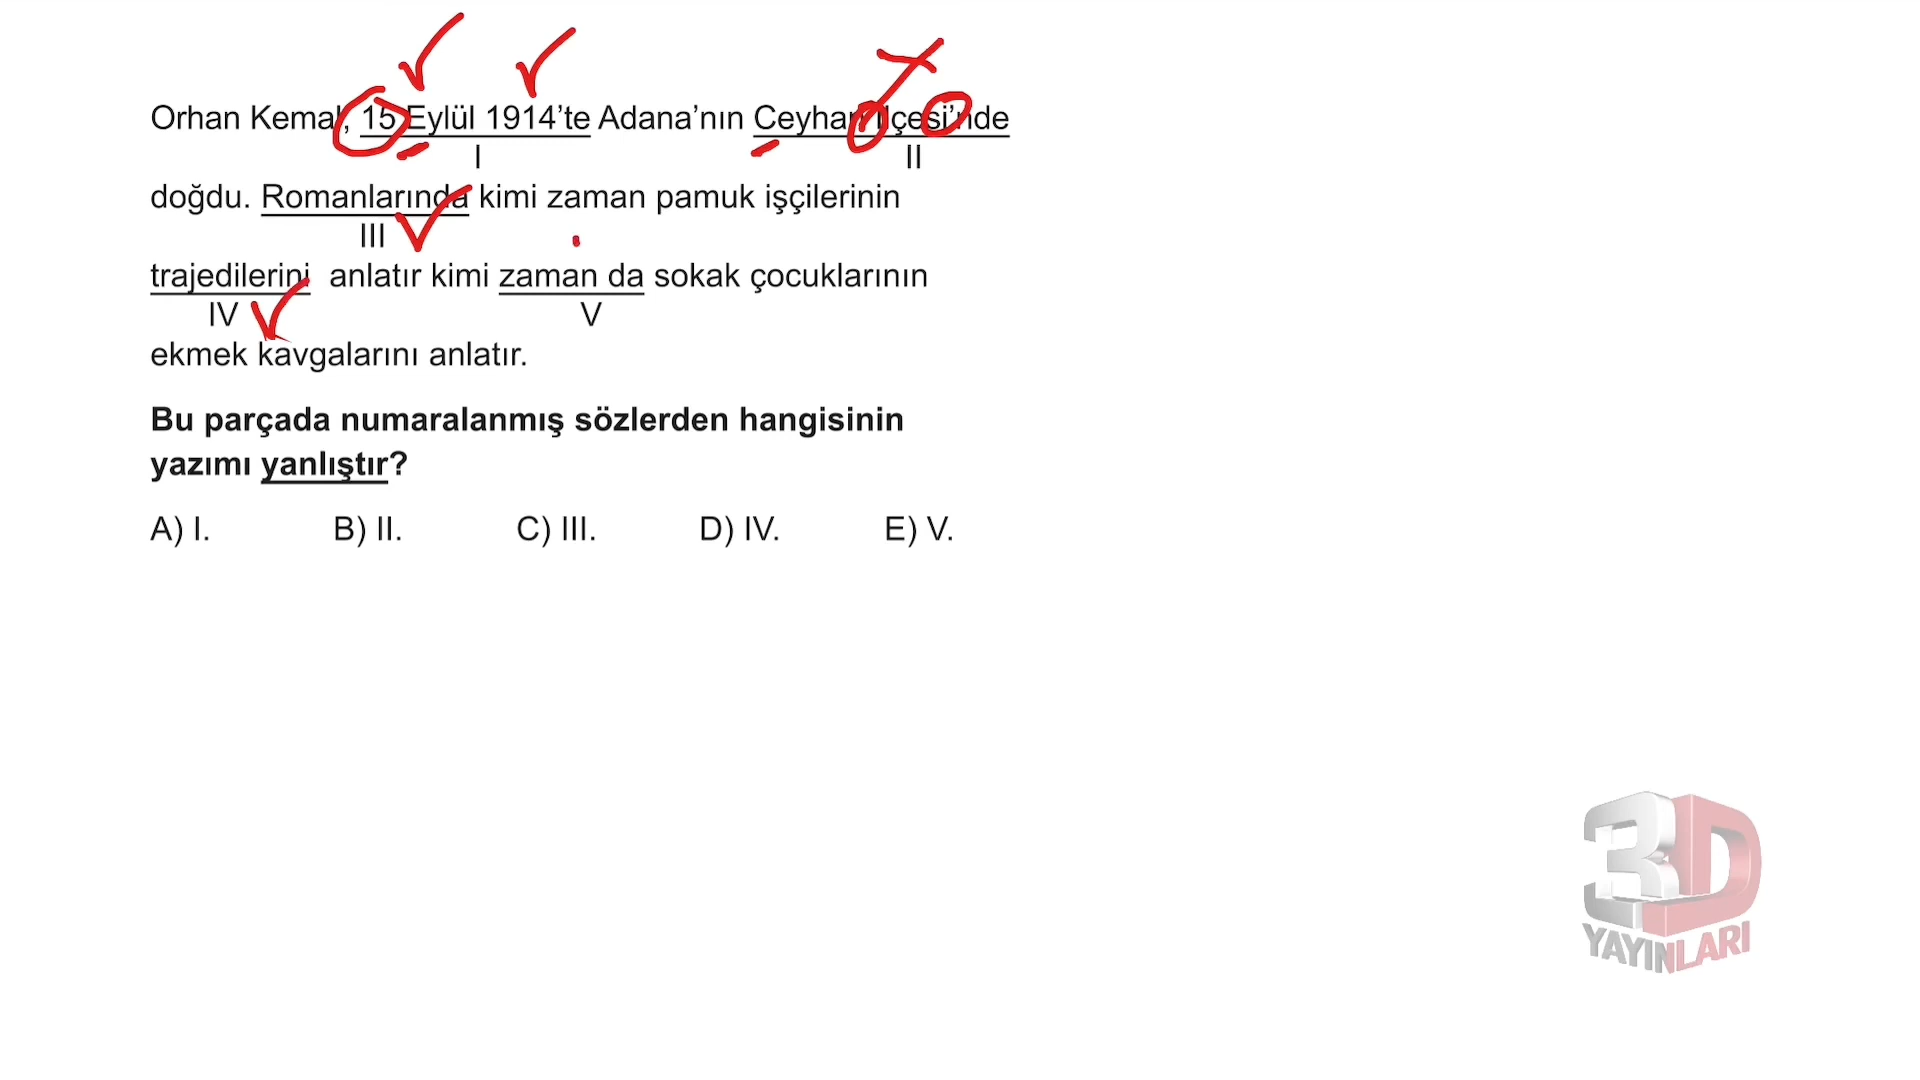 Orhan Kemal, 15 Eylül 1914’te Adana’nın Ceyhan İlçesi’nde
I II
doğdu. Romanlarında kimi zaman pamuk işçilerinin
III
trajedilerini anlatır kimi zaman da sokak çocuklarının
IV V
ekmek kavgalarını anlatır.
Bu parçada numaralanmış sözlerden hangisinin
yazımı yanlıştır?
A) I. B) II. C) III. D) IV. E) V.
3D
YAYINLARI